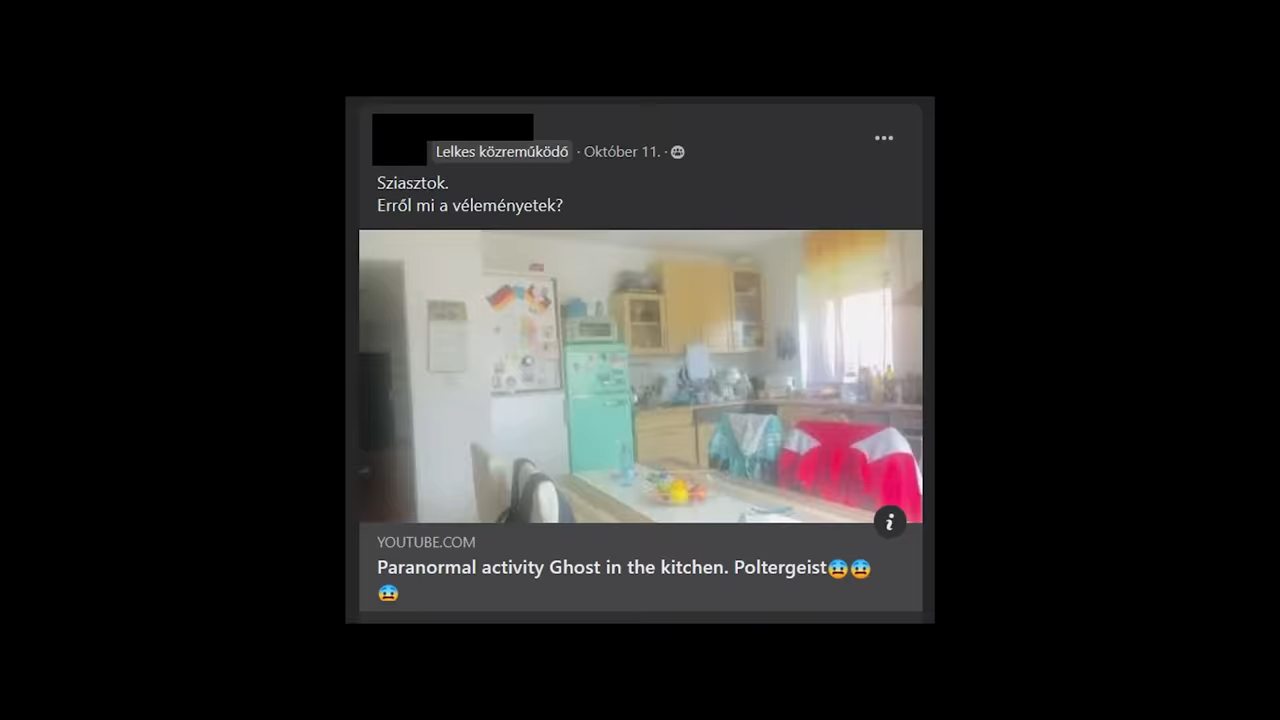 Lelkes közreműködő · Október 11. ·
Sziasztok.
Erről mi a véleményetek?
YOUTUBE.COM
Paranormal activity Ghost in the kitchen. Poltergeist😨😨
😨